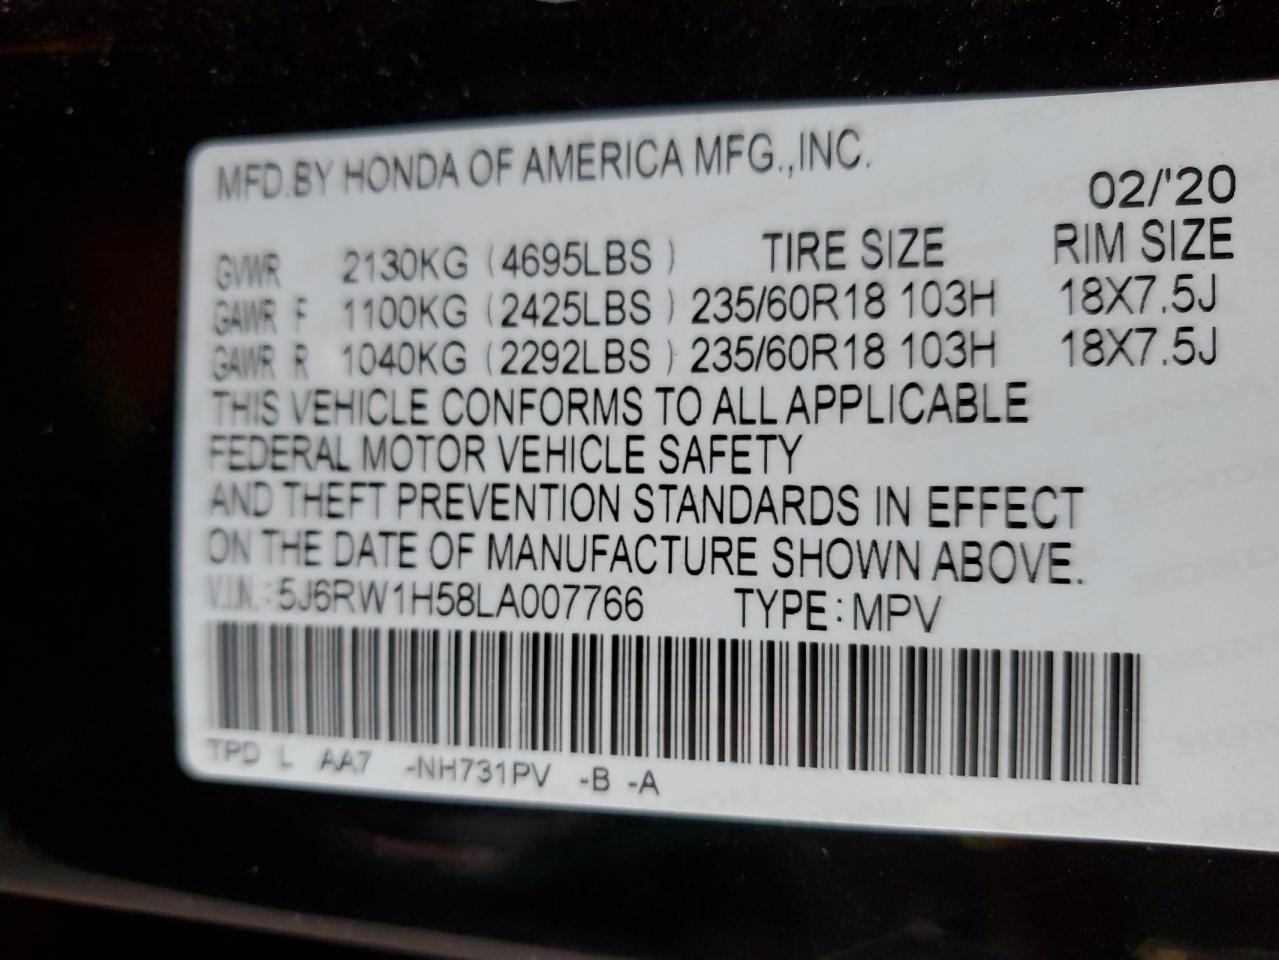 MFD.BY HONDA OF AMERICA MFG.,INC.
02/'20
GVWR 2130KG (4695LBS) TIRE SIZE RIM SIZE
GAWR F 1100KG (2425LBS) 235/60R18 103H 18X7.5J
GAWR R 1040KG (2292LBS) 235/60R18 103H 18X7.5J
THIS VEHICLE CONFORMS TO ALL APPLICABLE
FEDERAL MOTOR VEHICLE SAFETY
AND THEFT PREVENTION STANDARDS IN EFFECT
ON THE DATE OF MANUFACTURE SHOWN ABOVE.
V.I.N.: 5J6RW1H58LA007766 TYPE: MPV
TPD L AA7 -NH731PV -B -A